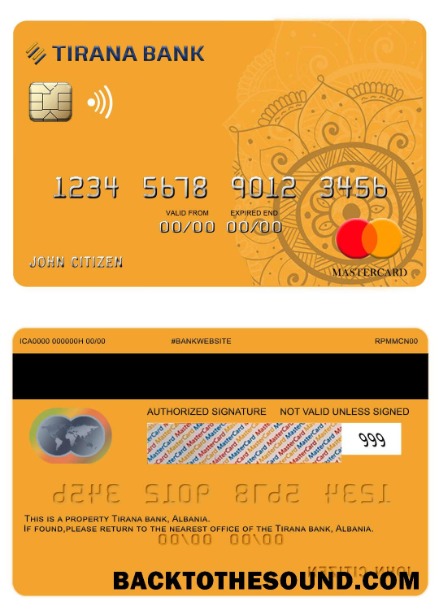 TIRANA BANK
1234 5678 9012 3456
VALID FROM EXPIRED END
00/00 00/00
JOHN CITIZEN
MASTERCARD
ICA0000 000000H 00/00 #BANKWEBSITE RPMMCN00
AUTHORIZED SIGNATURE NOT VALID UNLESS SIGNED
999
THIS IS A PROPERTY TIRANA BANK, ALBANIA.
IF FOUND,PLEASE RETURN TO THE NEAREST OFFICE OF THE TIRANA BANK, ALBANIA.
00/00 00/00
BACKTOTHESOUND.COM